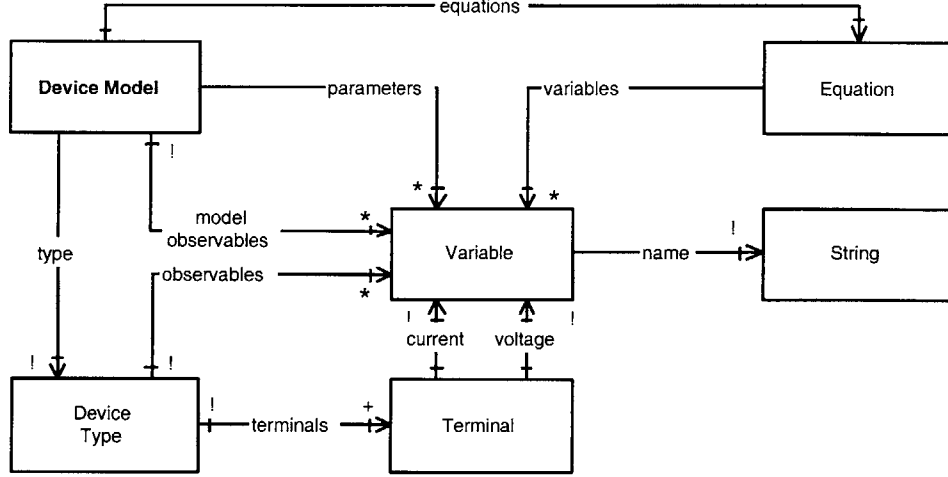 equations
Device Model
parameters
variables
Equation
!
*
*
model
observables
*
type
observables
*
Variable
name
!
String
!
current
voltage
!
!
!
Device
Type
!
terminals
+
Terminal